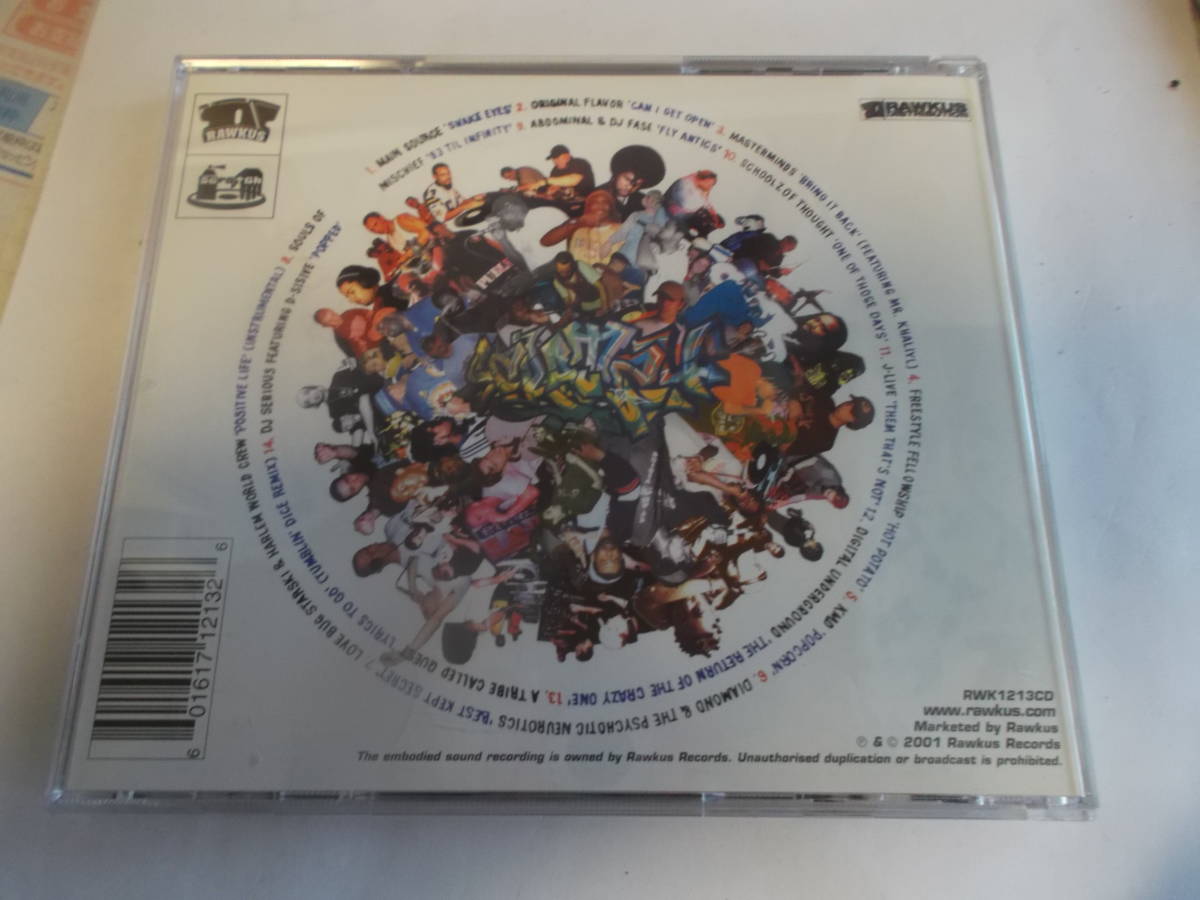 RAWKUS
RAWKUS
DISTRIBUTION
1. MAIN SOURCE 'SNAKE EYES' 2. ORIGINAL FLAVOR 'CAN I GET OPEN' 3. MASTERMINDS 'BRING IT BACK' (FEATURING MR. KHALIYL) 4. FREESTYLE FELLOWSHIP 'HOT POTATO' 5. KMD 'POPCORN' 6. DIAMOND & THE PSYCHOTIC NEUROTICS 'BEST KEPT SECRET' 7. LOVE BUG STARSKI & HARLEM WORLD CREW 'POSITIVE LIFE' (INSTRUMENTAL) 8. SOULS OF
MISCHIEF '93 TIL INFINITY' 9. ABDOMINAL & DJ FASE 'FLY ANTICS' 10. SCHOOLZ OF THOUGHT 'ONE OF THOSE DAYS' 11. J-LIVE 'THEM THAT'S NOT' 12. DIGITAL UNDERGROUND 'THE RETURN OF THE CRAZY ONE' 13. A TRIBE CALLED QUEST 'LYRICS TO GO' (TUMBLIN' DICE REMIX) 14. DJ SERIOUS FEATURING D-SISIVE 'POPPED'
6 01617 12132 6
RWK1213CD
www.rawkus.com
Marketed by Rawkus
℗ & © 2001 Rawkus Records
The embodied sound recording is owned by Rawkus Records. Unauthorised duplication or broadcast is prohibited.